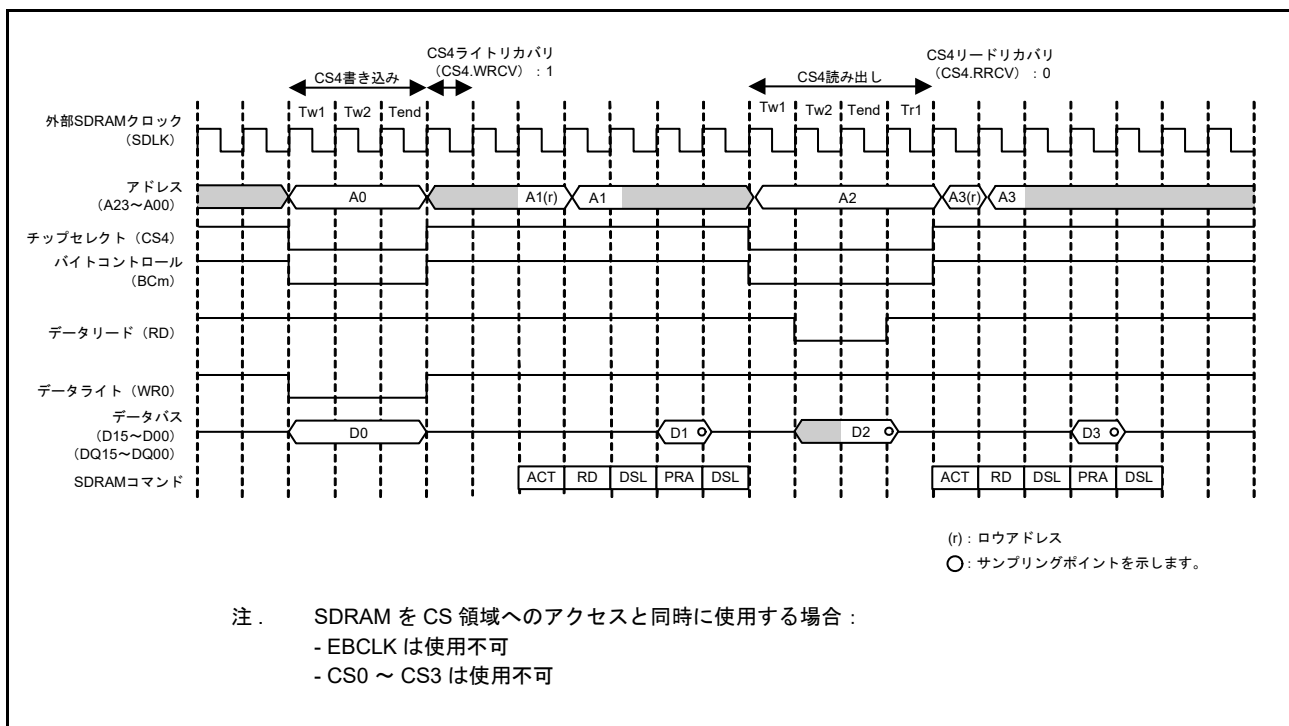 CS4ライトリカバリ
(CS4.WRCV):1
CS4リードリカバリ
(CS4.RRCV):0
CS4書き込み
CS4読み出し
Tw1 Tw2 Tend Tw1 Tw2 Tend Tr1
外部SDRAMクロック
(SDLK)
アドレス
(A23~A00)
A0 A1(r) A1 A2 A3(r) A3
チップセレクト(CS4)
バイトコントロール
(BCm)
データリード(RD)
データライト(WR0)
データバス
(D15~D00)
(DQ15~DQ00)
D0 D1 D2 D3
SDRAMコマンド
ACT RD DSL PRA DSL ACT RD DSL PRA DSL
(r):ロウアドレス
○:サンプリングポイントを示します。
注. SDRAM を CS 領域へのアクセスと同時に使用する場合:
- EBCLK は使用不可
- CS0 ~ CS3 は使用不可